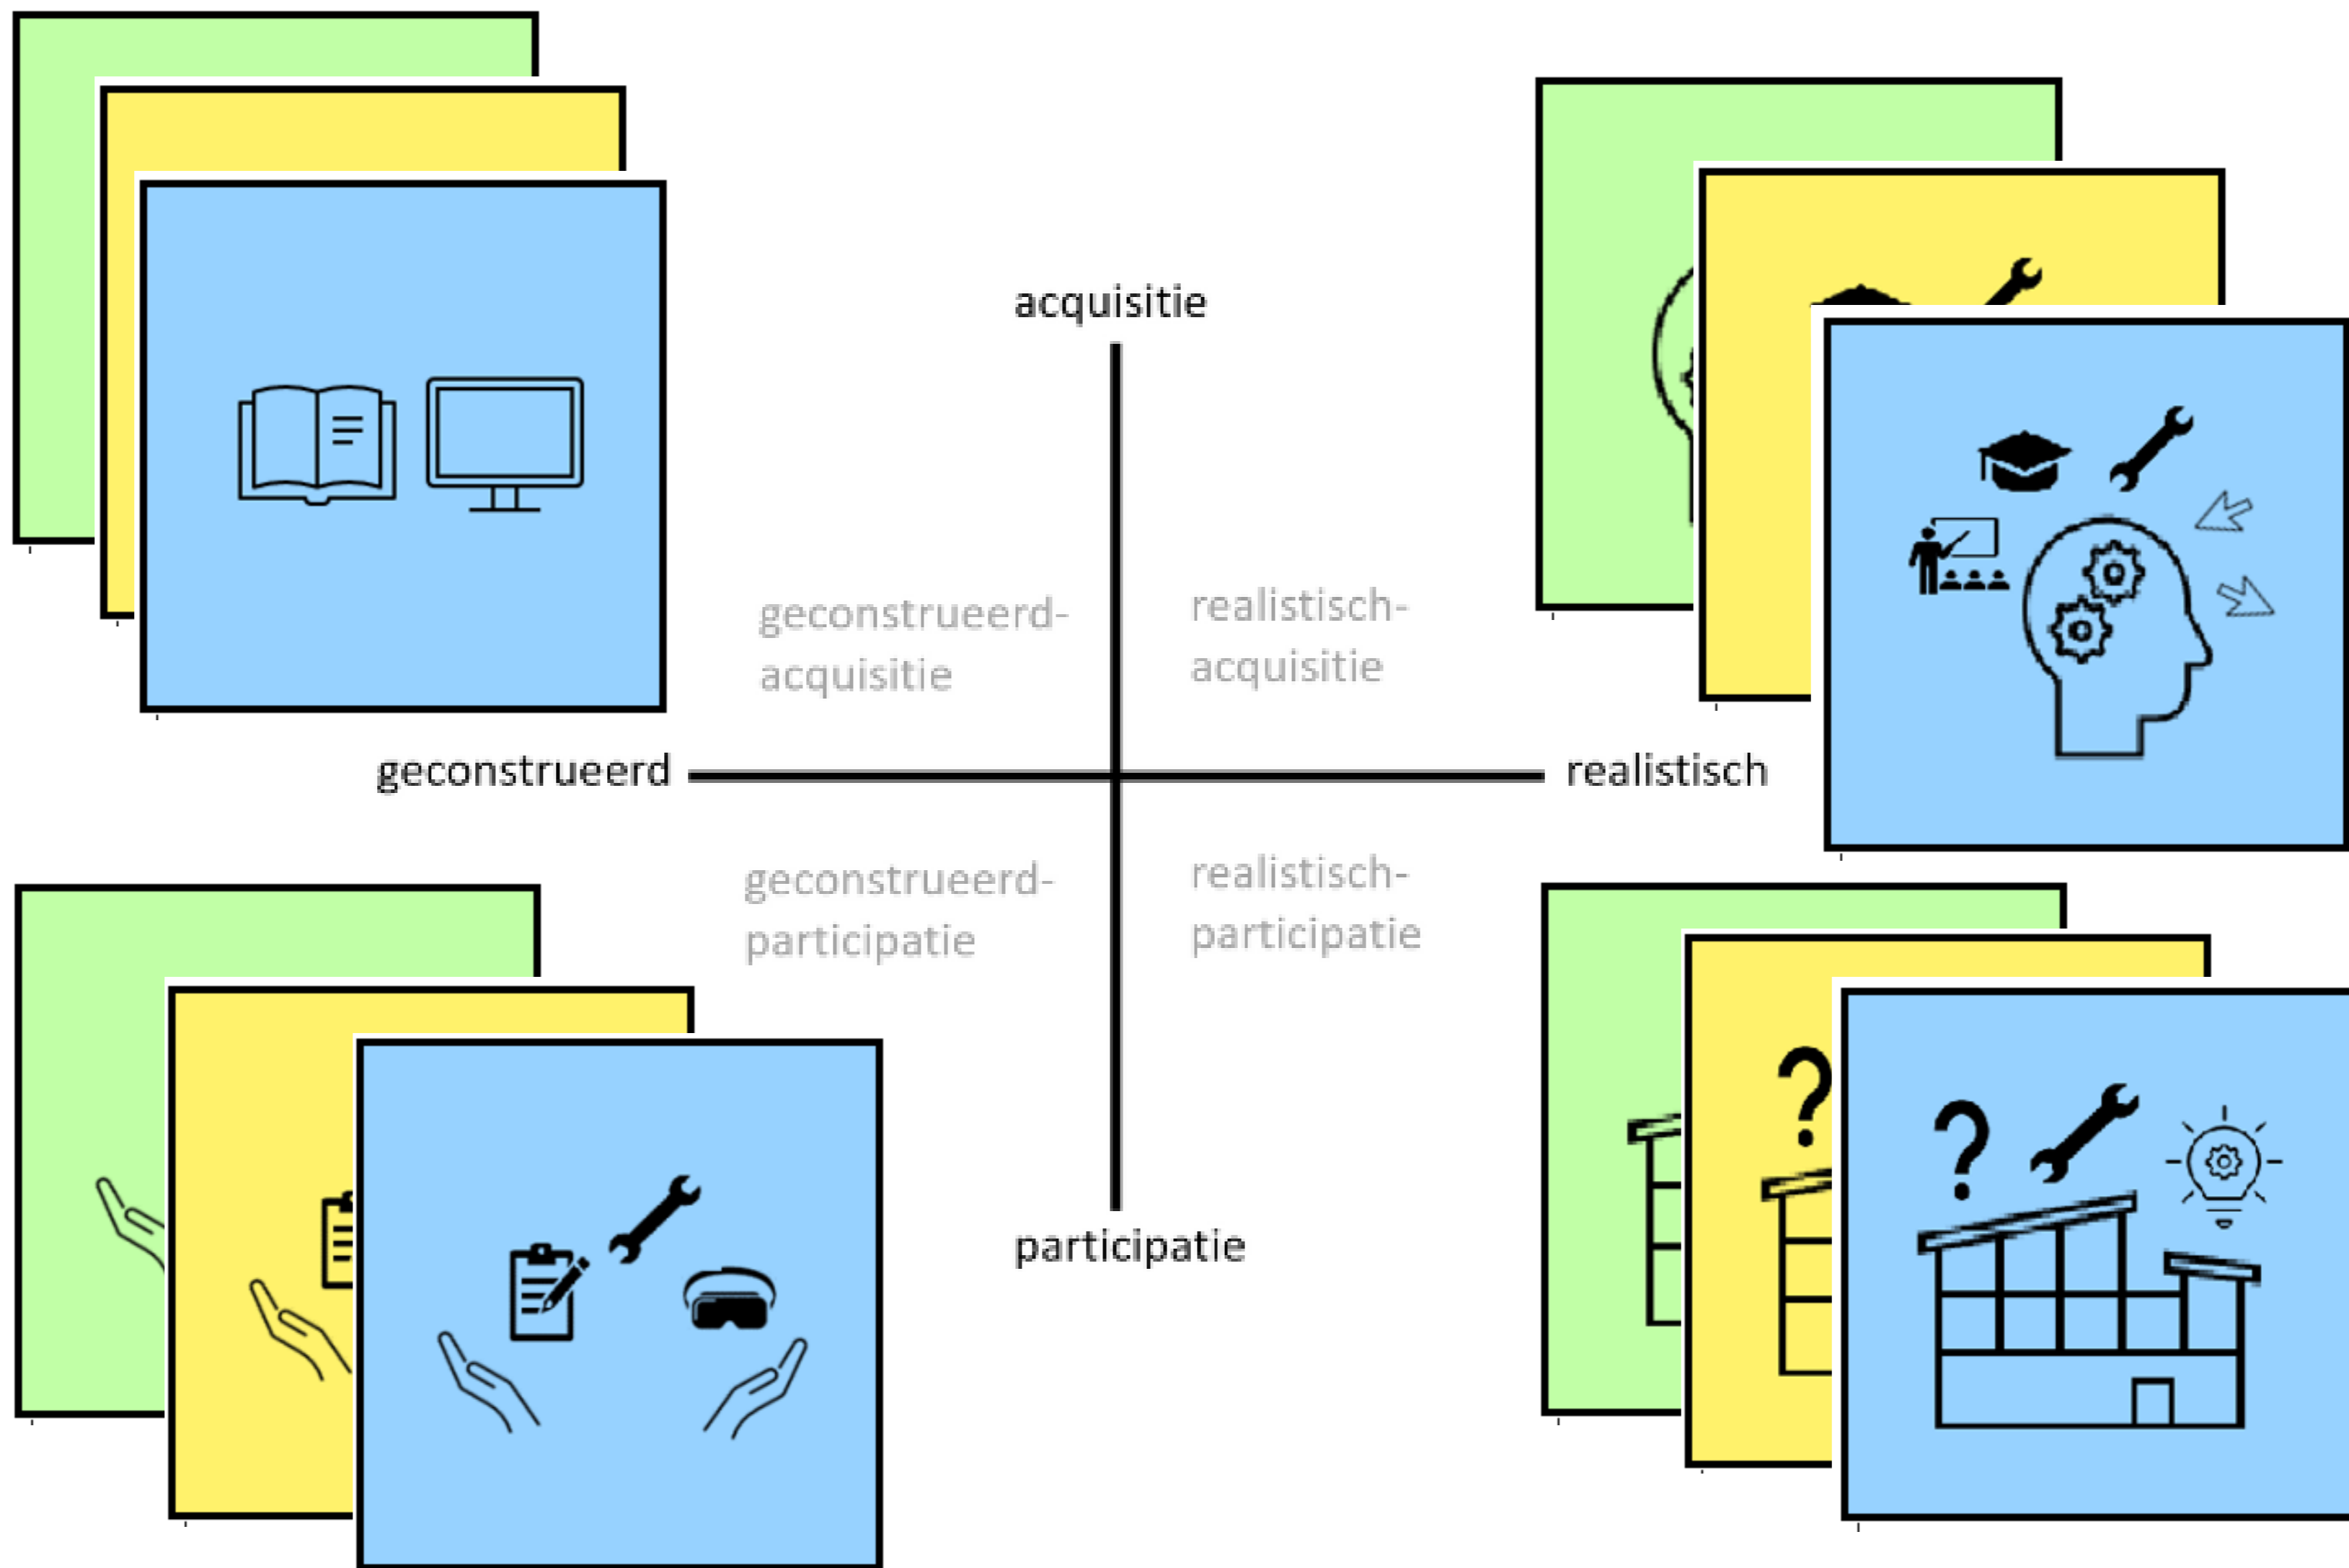 acquisitie
geconstrueerd-
acquisitie
realistisch-
acquisitie
geconstrueerd
realistisch
geconstrueerd-
participatie
realistisch-
participatie
? 
?
participatie